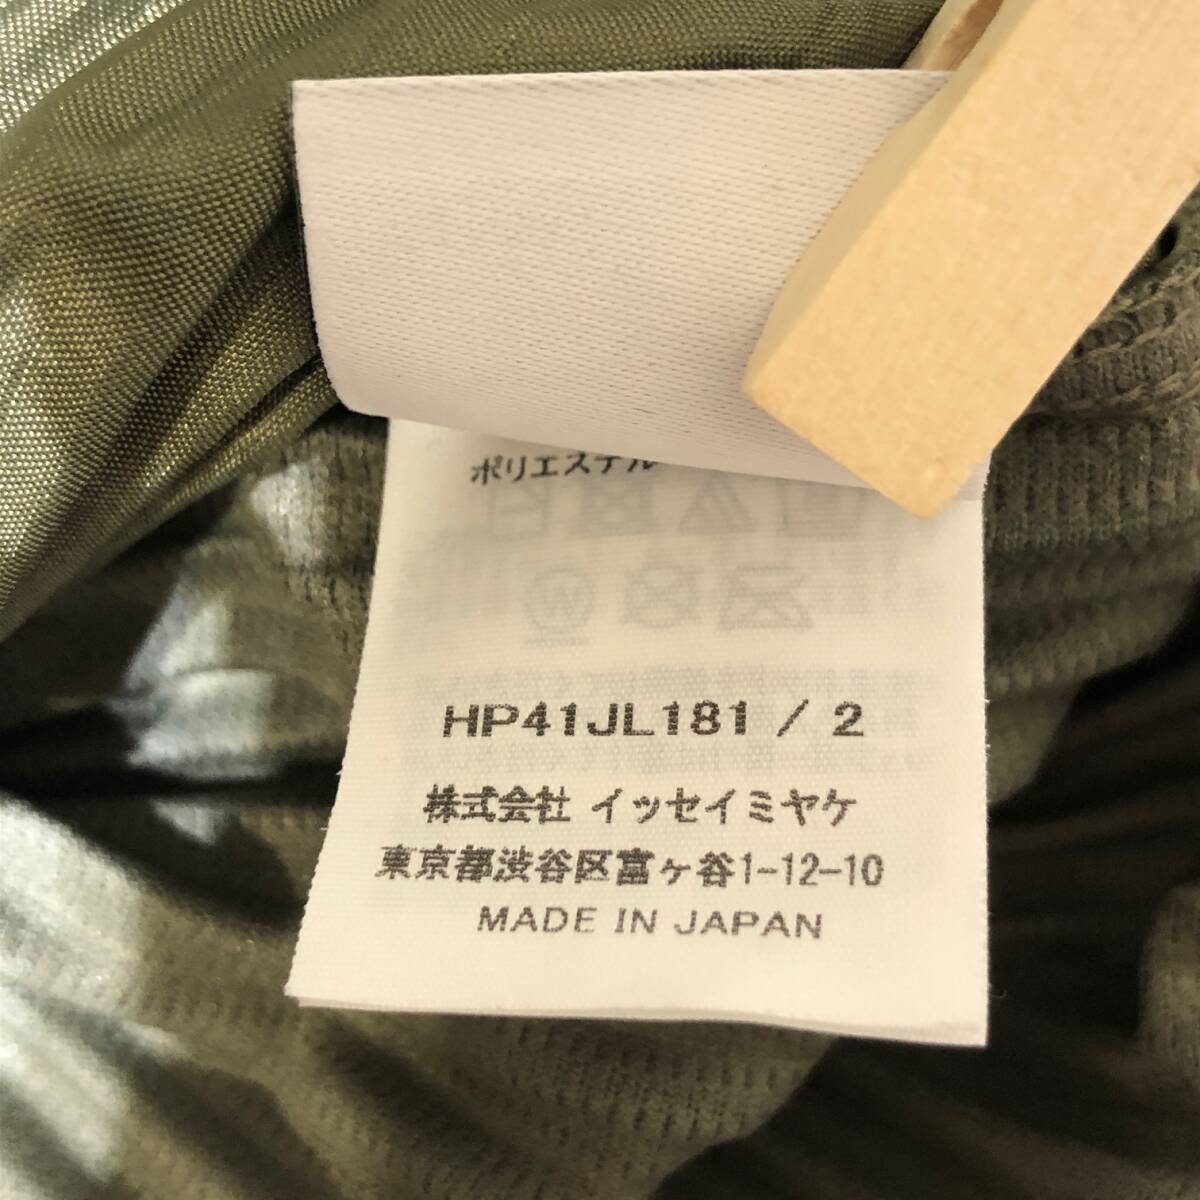 ポリエステル
HP41JL181 / 2
株式会社 イッセイミヤケ
東京都渋谷区富ヶ谷1-12-10
MADE IN JAPAN